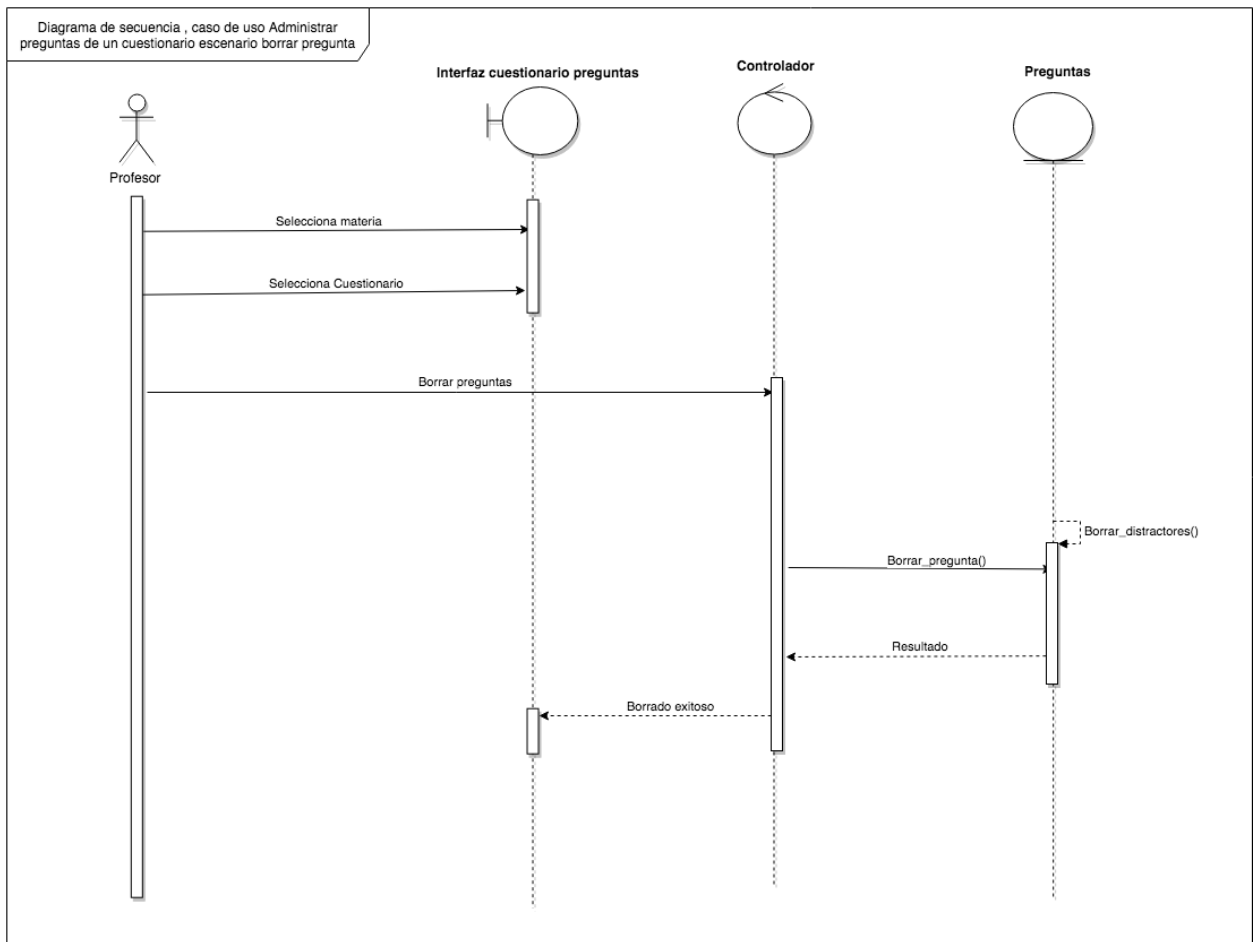 Diagrama de secuencia , caso de uso Administrar
preguntas de un cuestionario escenario borrar pregunta
Interfaz cuestionario preguntas
Controlador
Preguntas
Profesor
Selecciona materia
Selecciona Cuestionario
Borrar preguntas
Borrar_distractores()
Borrar_pregunta()
Resultado
Borrado exitoso